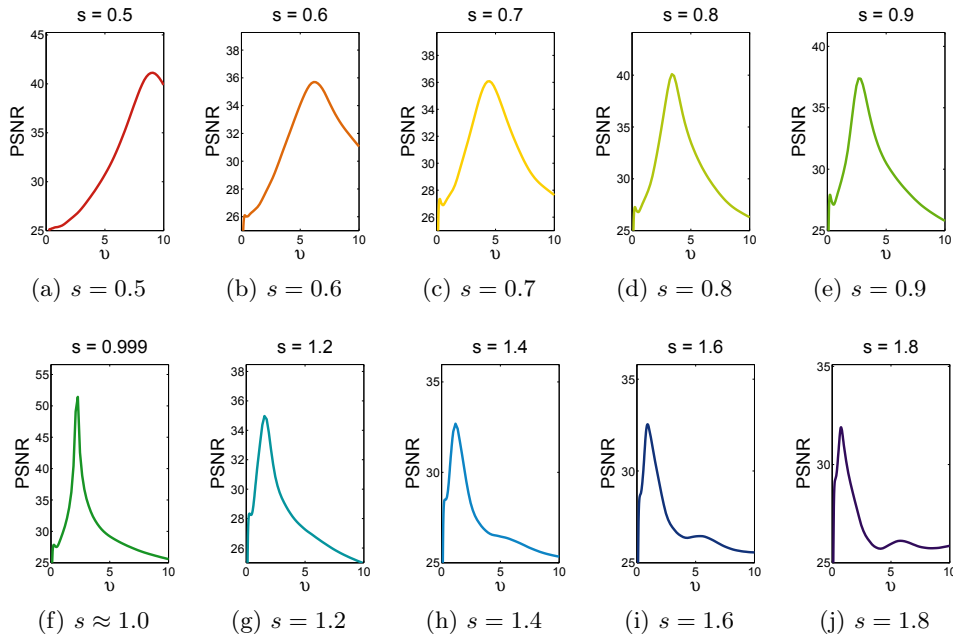 s = 0.5
s = 0.6
s = 0.7
s = 0.8
s = 0.9
PSNR
45
40
35
30
25
0
5
10
υ
PSNR
38
36
34
32
30
28
26
0
5
10
υ
PSNR
38
36
34
32
30
28
26
0
5
10
υ
PSNR
40
35
30
25
0
5
10
υ
PSNR
40
35
30
25
0
5
10
υ
(a) s = 0.5
(b) s = 0.6
(c) s = 0.7
(d) s = 0.8
(e) s = 0.9
s = 0.999
s = 1.2
s = 1.4
s = 1.6
s = 1.8
PSNR
55
50
45
40
35
30
25
0
5
10
υ
PSNR
38
36
34
32
30
28
26
0
5
10
υ
PSNR
35
30
25
0
5
10
υ
PSNR
35
30
25
0
5
10
υ
PSNR
35
30
25
0
5
10
υ
(f) s ≈ 1.0
(g) s = 1.2
(h) s = 1.4
(i) s = 1.6
(j) s = 1.8